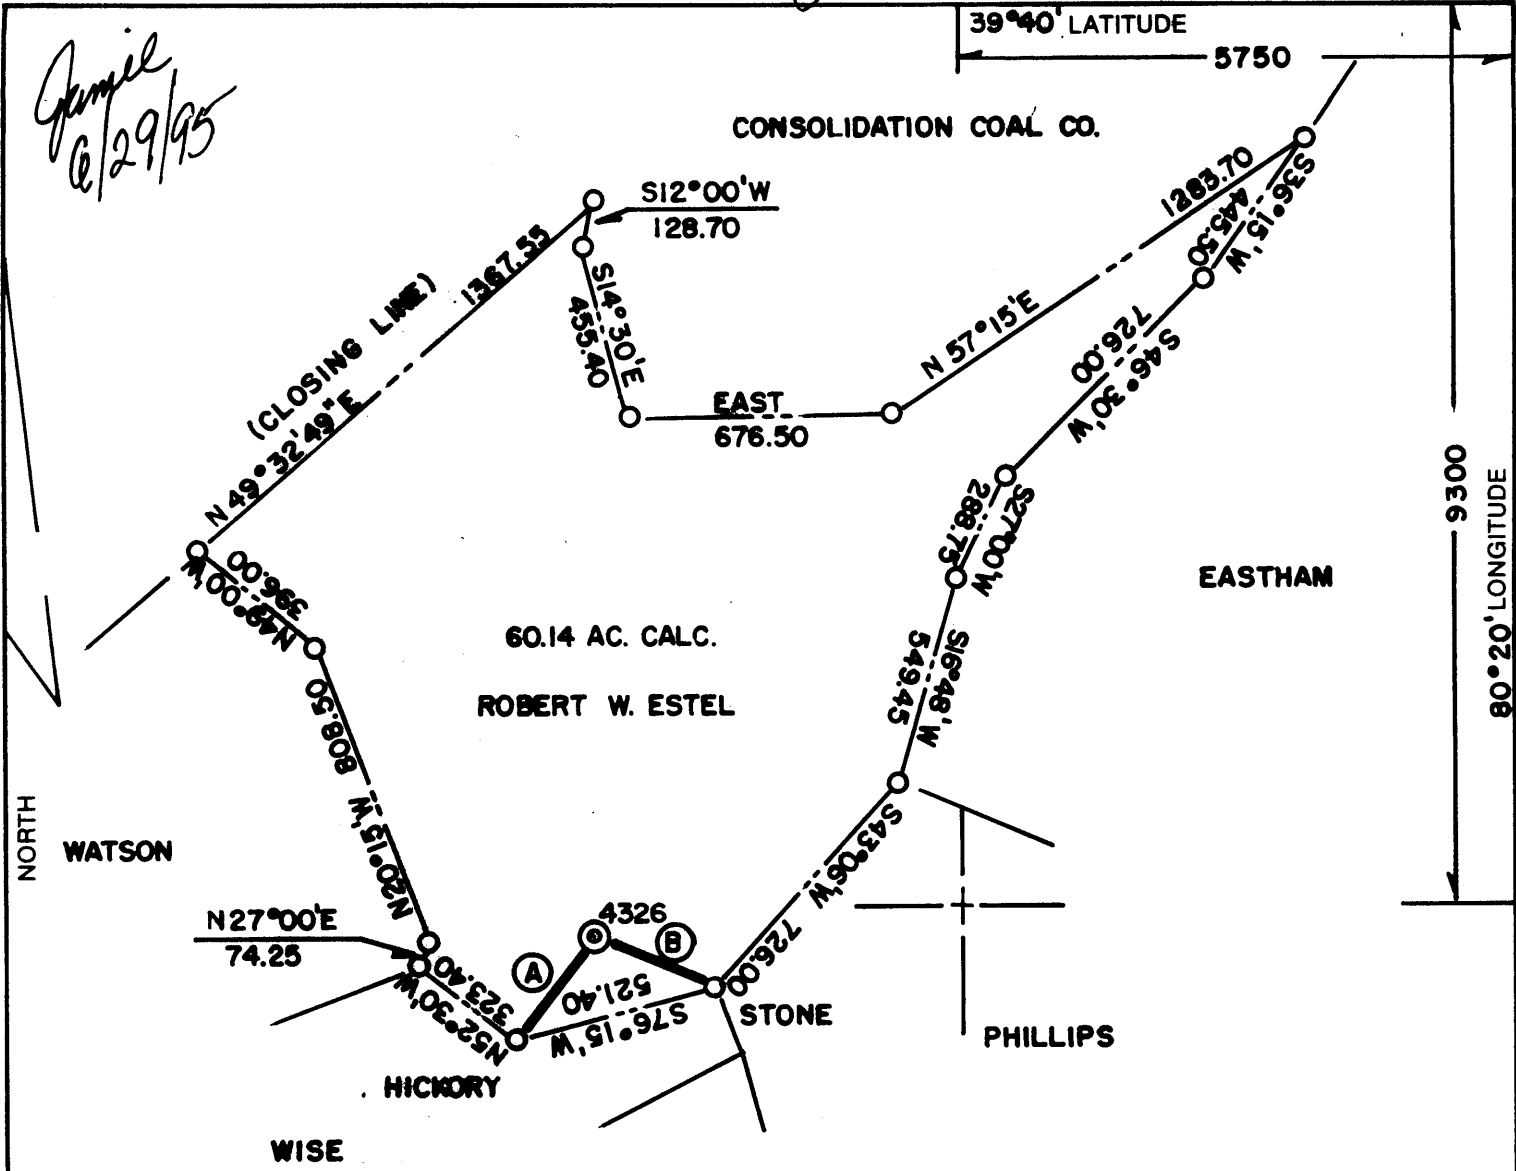 39°40' LATITUDE
5750
6/29/95
CONSOLIDATION COAL CO.
S12°00'W
128.70
1283.70
S36°15'W
445.50
1367.55
(CLOSING LINE)
N 49°32'49"E
S14°30'E
455.40
N 57°15'E
726.00
S46°30'W
EAST
676.50
9300
80°20' LONGITUDE
S27°00'W
288.75
EASTHAM
396.00
N49°00'W
60.14 AC. CALC.
ROBERT W. ESTEL
S16°48'W
549.45
808.50
N20°15'W
NORTH
WATSON
S43°06'W
726.00
N27°00'E
74.25
4326
A
B
323.40
N52°30'W
521.40
S76°15'W
STONE
PHILLIPS
HICKORY
WISE